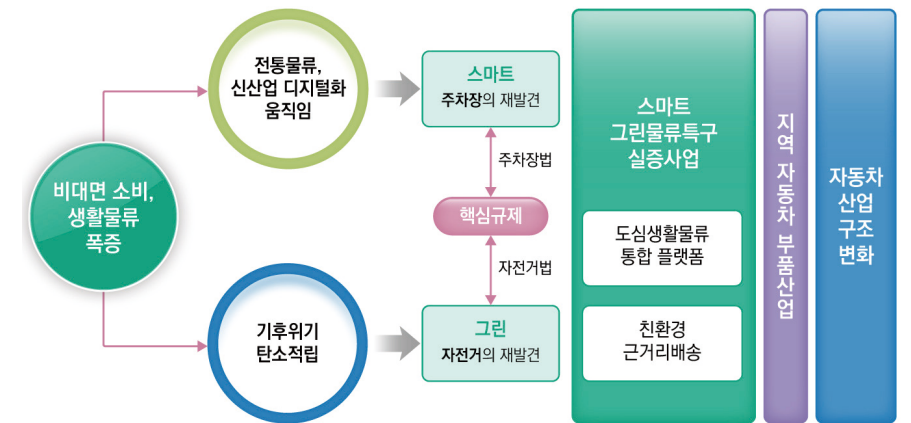 비대면 소비,
생활물류
폭증
전통물류,
신산업 디지털화
움직임
기후위기
탄소적립
스마트
주차장의 재발견
주차장법
핵심규제
자전거법
그린
자전거의 재발견
스마트
그린물류특구
실증사업
도심생활물류
통합 플랫폼
친환경
근거리배송
지역 자동차 부품산업
자동차
산업
구조
변화